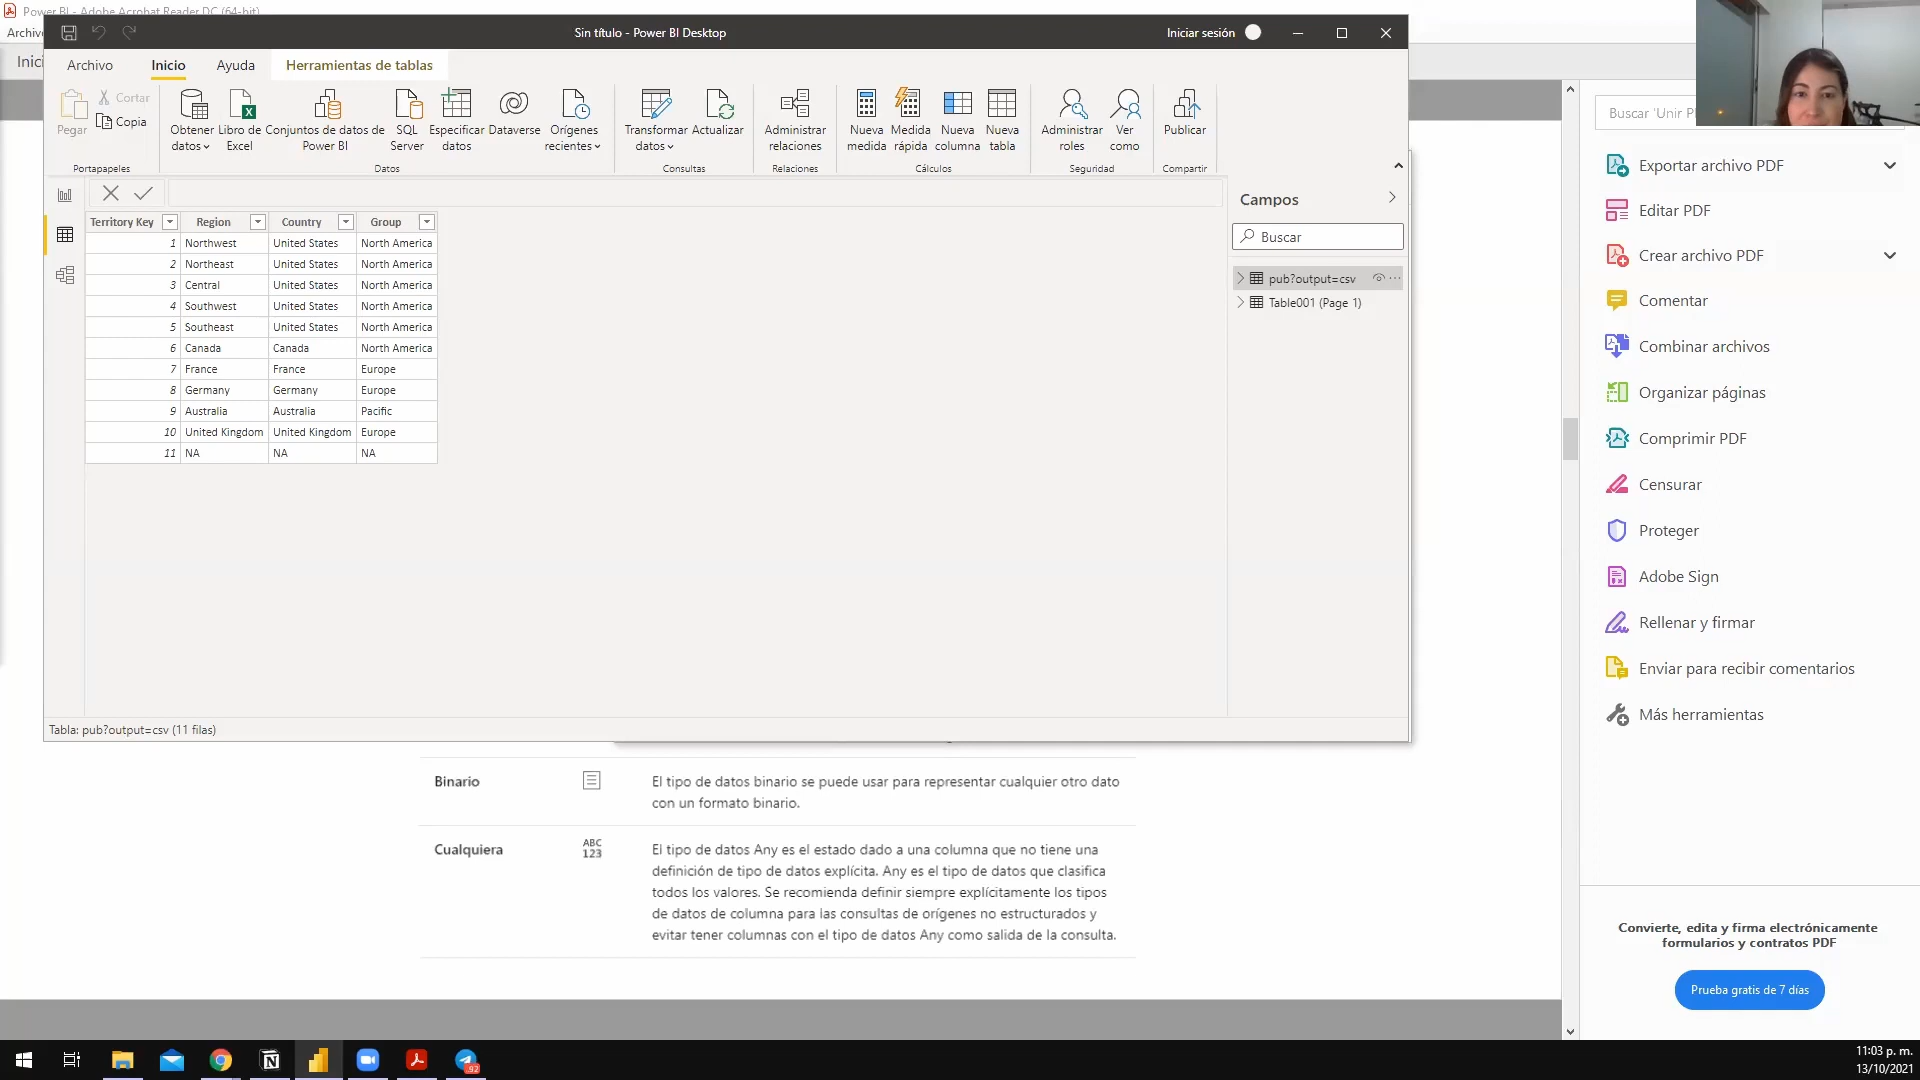 Power BI - Adobe Acrobat Reader DC (64-bit)
Archiv
Inici
Sin título - Power BI Desktop
Iniciar sesión
Archivo
Inicio
Ayuda
Herramientas de tablas
Pegar
Cortar
Copia
Portapapeles
Obtener datos
Libro de Excel
Conjuntos de datos de Power BI
SQL Server
Especificar datos
Dataverse
Orígenes recientes
Datos
Transformar datos
Actualizar
Consultas
Administrar relaciones
Relaciones
Nueva medida
Medida rápida
Nueva columna
Nueva tabla
Cálculos
Administrar roles
Ver como
Seguridad
Publicar
Compartir
Territory Key Region Country Group
1 Northwest United States North America
2 Northeast United States North America
3 Central United States North America
4 Southwest United States North America
5 Southeast United States North America
6 Canada Canada North America
7 France France Europe
8 Germany Germany Europe
9 Australia Australia Pacific
10 United Kingdom United Kingdom Europe
11 NA NA NA
Campos
Buscar
pub?output=csv
Table001 (Page 1)
Tabla: pub?output=csv (11 filas)
Binario
El tipo de datos binario se puede usar para representar cualquier otro dato
con un formato binario.
Cualquiera
ABC
123
El tipo de datos Any es el estado dado a una columna que no tiene una
definición de tipo de datos explícita. Any es el tipo de datos que clasifica
todos los valores. Se recomienda definir siempre explícitamente los tipos
de datos de columna para las consultas de orígenes no estructurados y
evitar tener columnas con el tipo de datos Any como salida de la consulta.
Buscar 'Unir P
Exportar archivo PDF
Editar PDF
Crear archivo PDF
Comentar
Combinar archivos
Organizar páginas
Comprimir PDF
Censurar
Proteger
Adobe Sign
Rellenar y firmar
Enviar para recibir comentarios
Más herramientas
Convierte, edita y firma electrónicamente
formularios y contratos PDF
Prueba gratis de 7 días
92
11:03 p. m.
13/10/2021